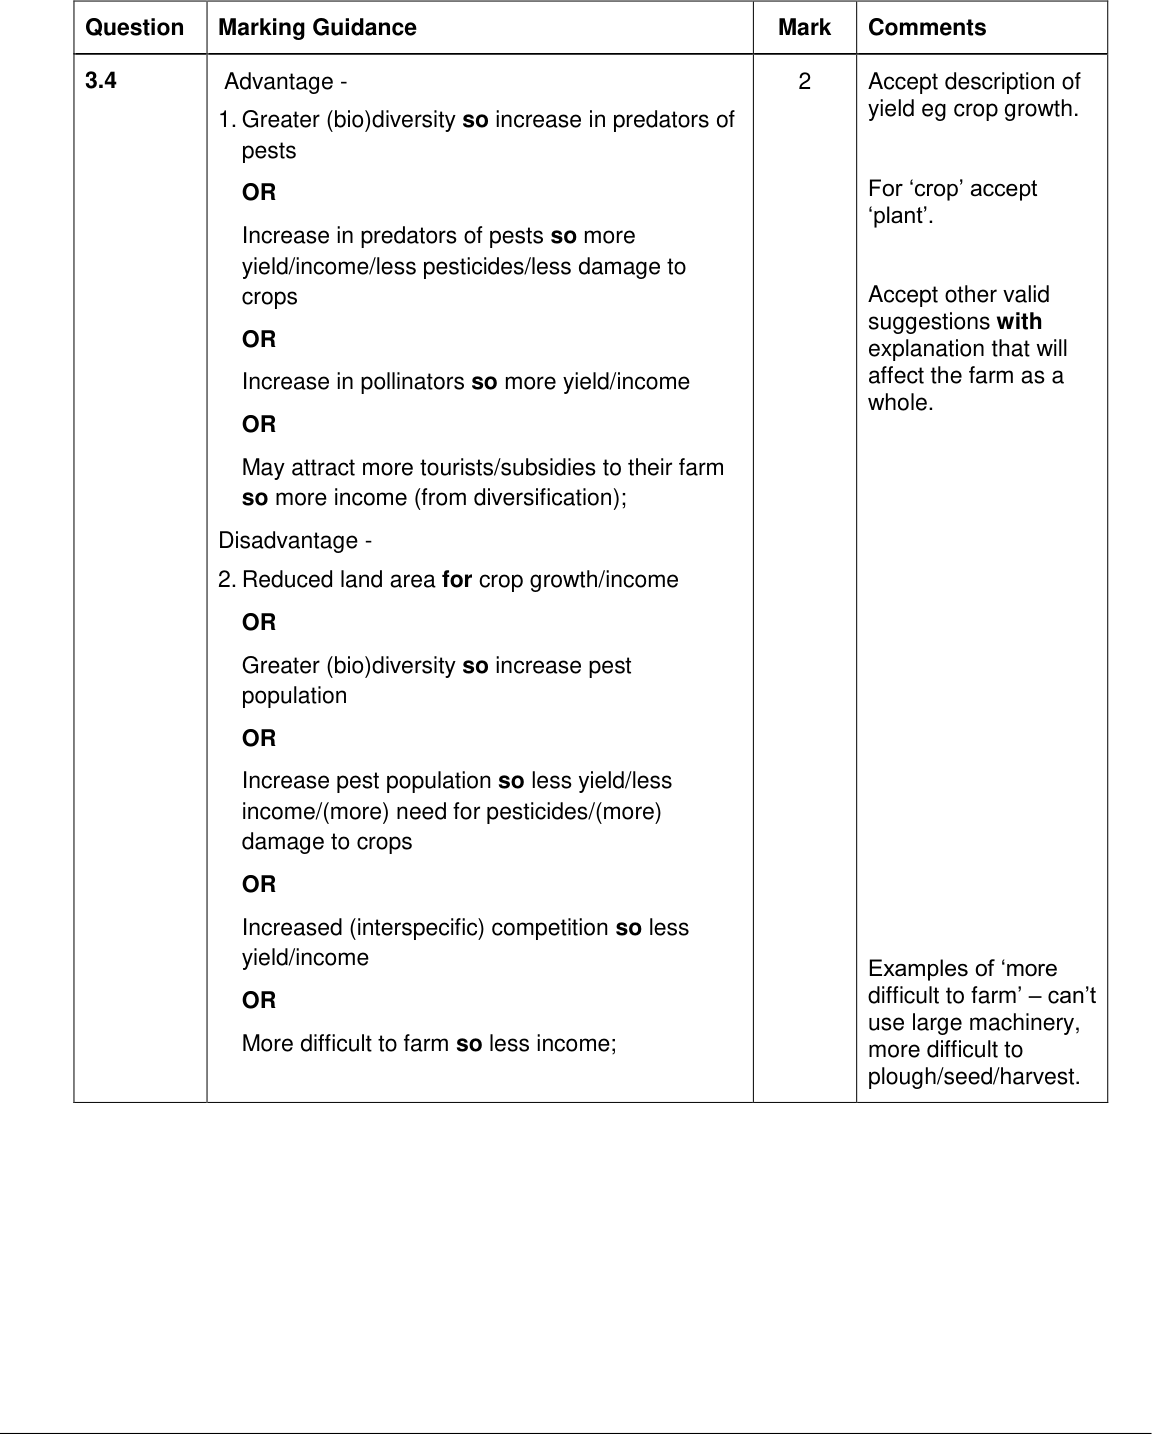 Question Marking Guidance Mark Comments
3.4
Advantage -
1. Greater (bio)diversity so increase in predators of
pests
OR
Increase in predators of pests so more
yield/income/less pesticides/less damage to
crops
OR
Increase in pollinators so more yield/income
OR
May attract more tourists/subsidies to their farm
so more income (from diversification);
Disadvantage -
2. Reduced land area for crop growth/income
OR
Greater (bio)diversity so increase pest
population
OR
Increase pest population so less yield/less
income/(more) need for pesticides/(more)
damage to crops
OR
Increased (interspecific) competition so less
yield/income
OR
More difficult to farm so less income;
2
Accept description of
yield eg crop growth.
For ‘crop’ accept
‘plant’.
Accept other valid
suggestions with
explanation that will
affect the farm as a
whole.
Examples of ‘more
difficult to farm’ – can’t
use large machinery,
more difficult to
plough/seed/harvest.